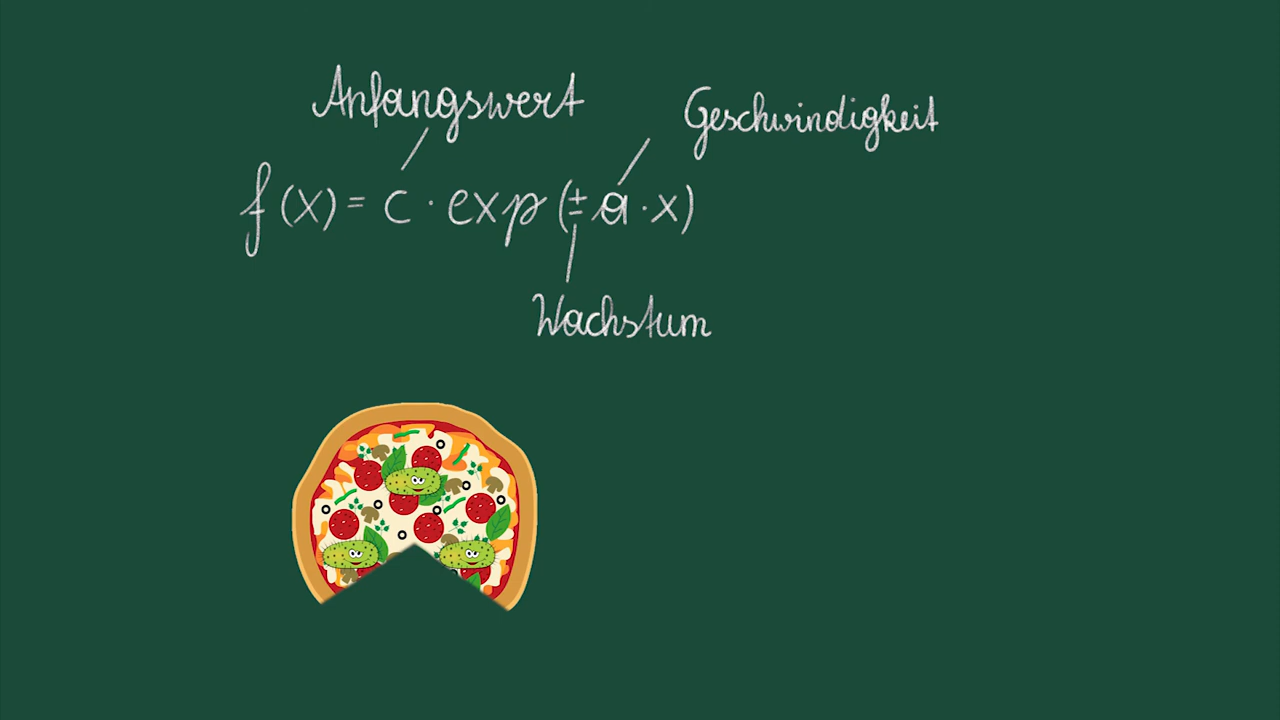 Anfangswert
Geschwindigkeit
f(x) = c · exp(± a · x)
Wachstum